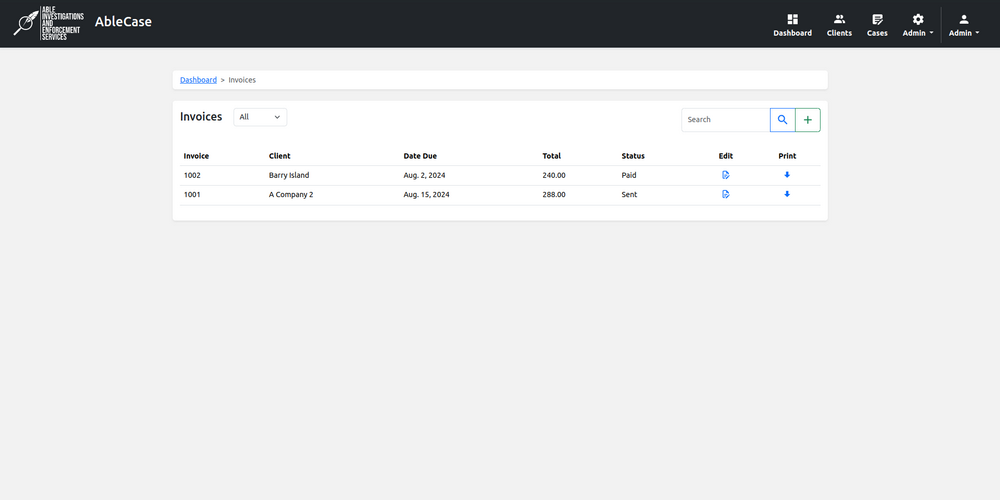 ABLE
INVESTIGATIONS
AND
ENFORCEMENT
SERVICES
AbleCase
Dashboard Clients Cases Admin Admin
Dashboard > Invoices
Invoices All Search
Invoice Client Date Due Total Status Edit Print
1002 Barry Island Aug. 2, 2024 240.00 Paid
1001 A Company 2 Aug. 15, 2024 288.00 Sent